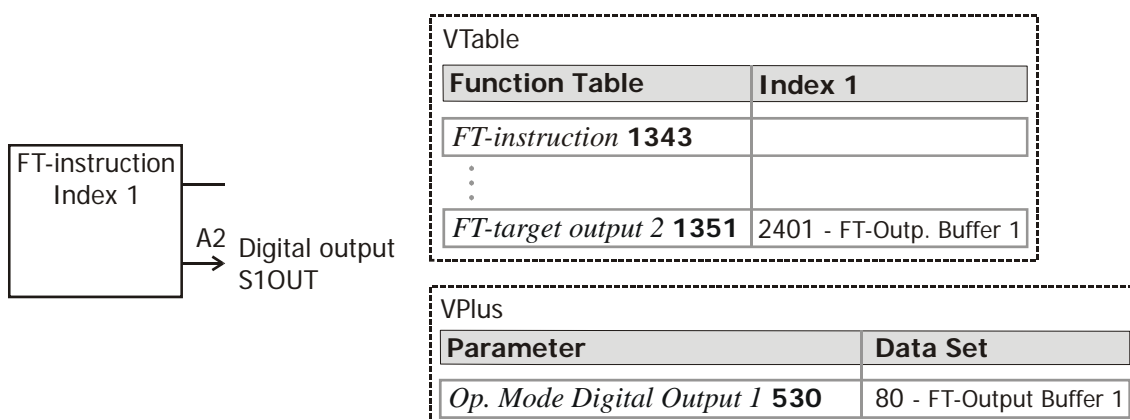 FT-instruction
Index 1
A2
Digital output
S1OUT
VTable
Function Table Index 1
FT-instruction 1343
FT-target output 2 1351 2401 - FT-Outp. Buffer 1
VPlus
Parameter Data Set
Op. Mode Digital Output 1 530 80 - FT-Output Buffer 1